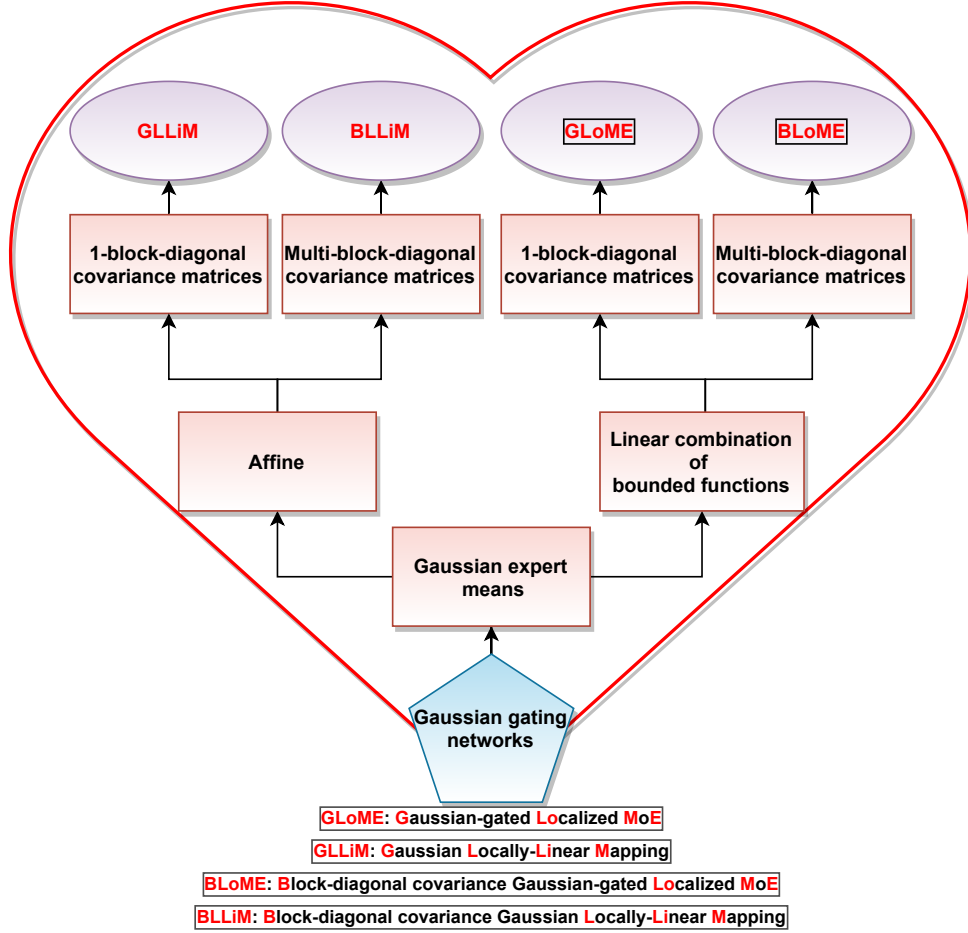 GLLiM
BLLiM
GLoME
BLoME
1-block-diagonal
covariance matrices
Multi-block-diagonal
covariance matrices
1-block-diagonal
covariance matrices
Multi-block-diagonal
covariance matrices
Affine
Linear combination
of
bounded functions
Gaussian expert
means
Gaussian gating
networks
GLoME: Gaussian-gated Localized MoE
GLLiM: Gaussian Locally-Linear Mapping
BLoME: Block-diagonal covariance Gaussian-gated Localized MoE
BLLiM: Block-diagonal covariance Gaussian Locally-Linear Mapping